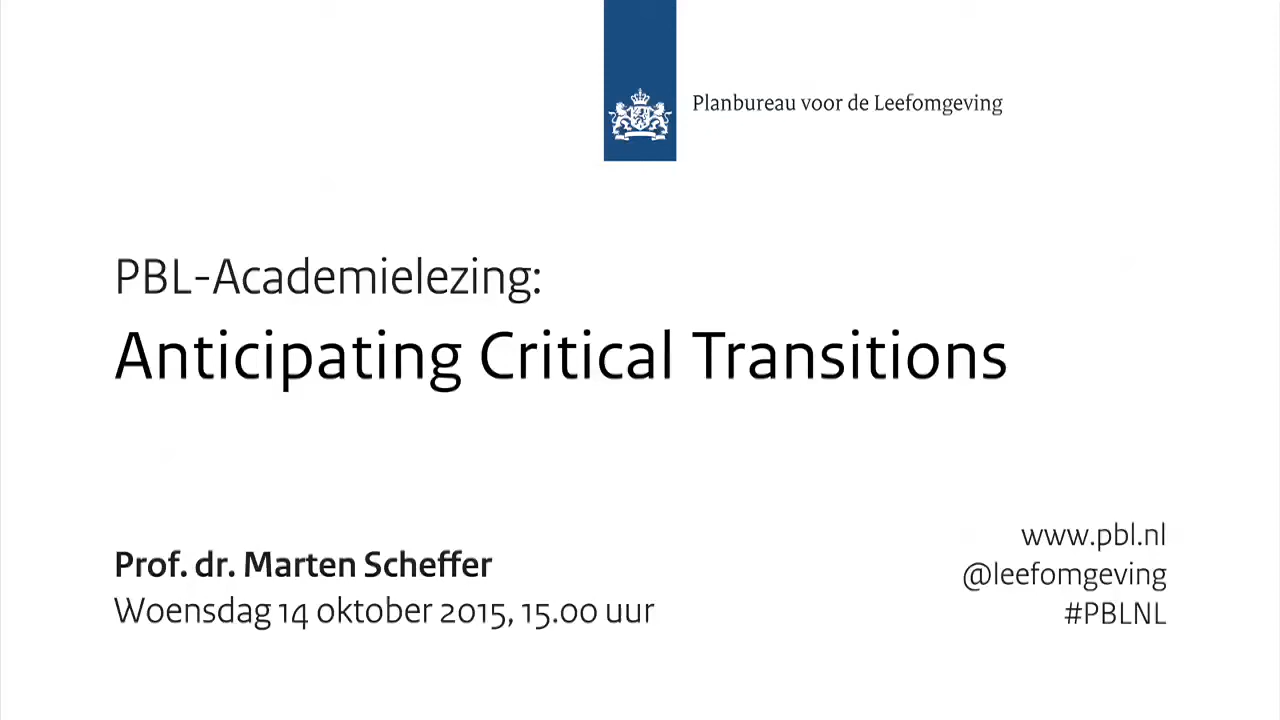 Planbureau voor de Leefomgeving
PBL-Academielezing:
Anticipating Critical Transitions
Prof. dr. Marten Scheffer
Woensdag 14 oktober 2015, 15.00 uur
www.pbl.nl
@leefomgeving
#PBLNL